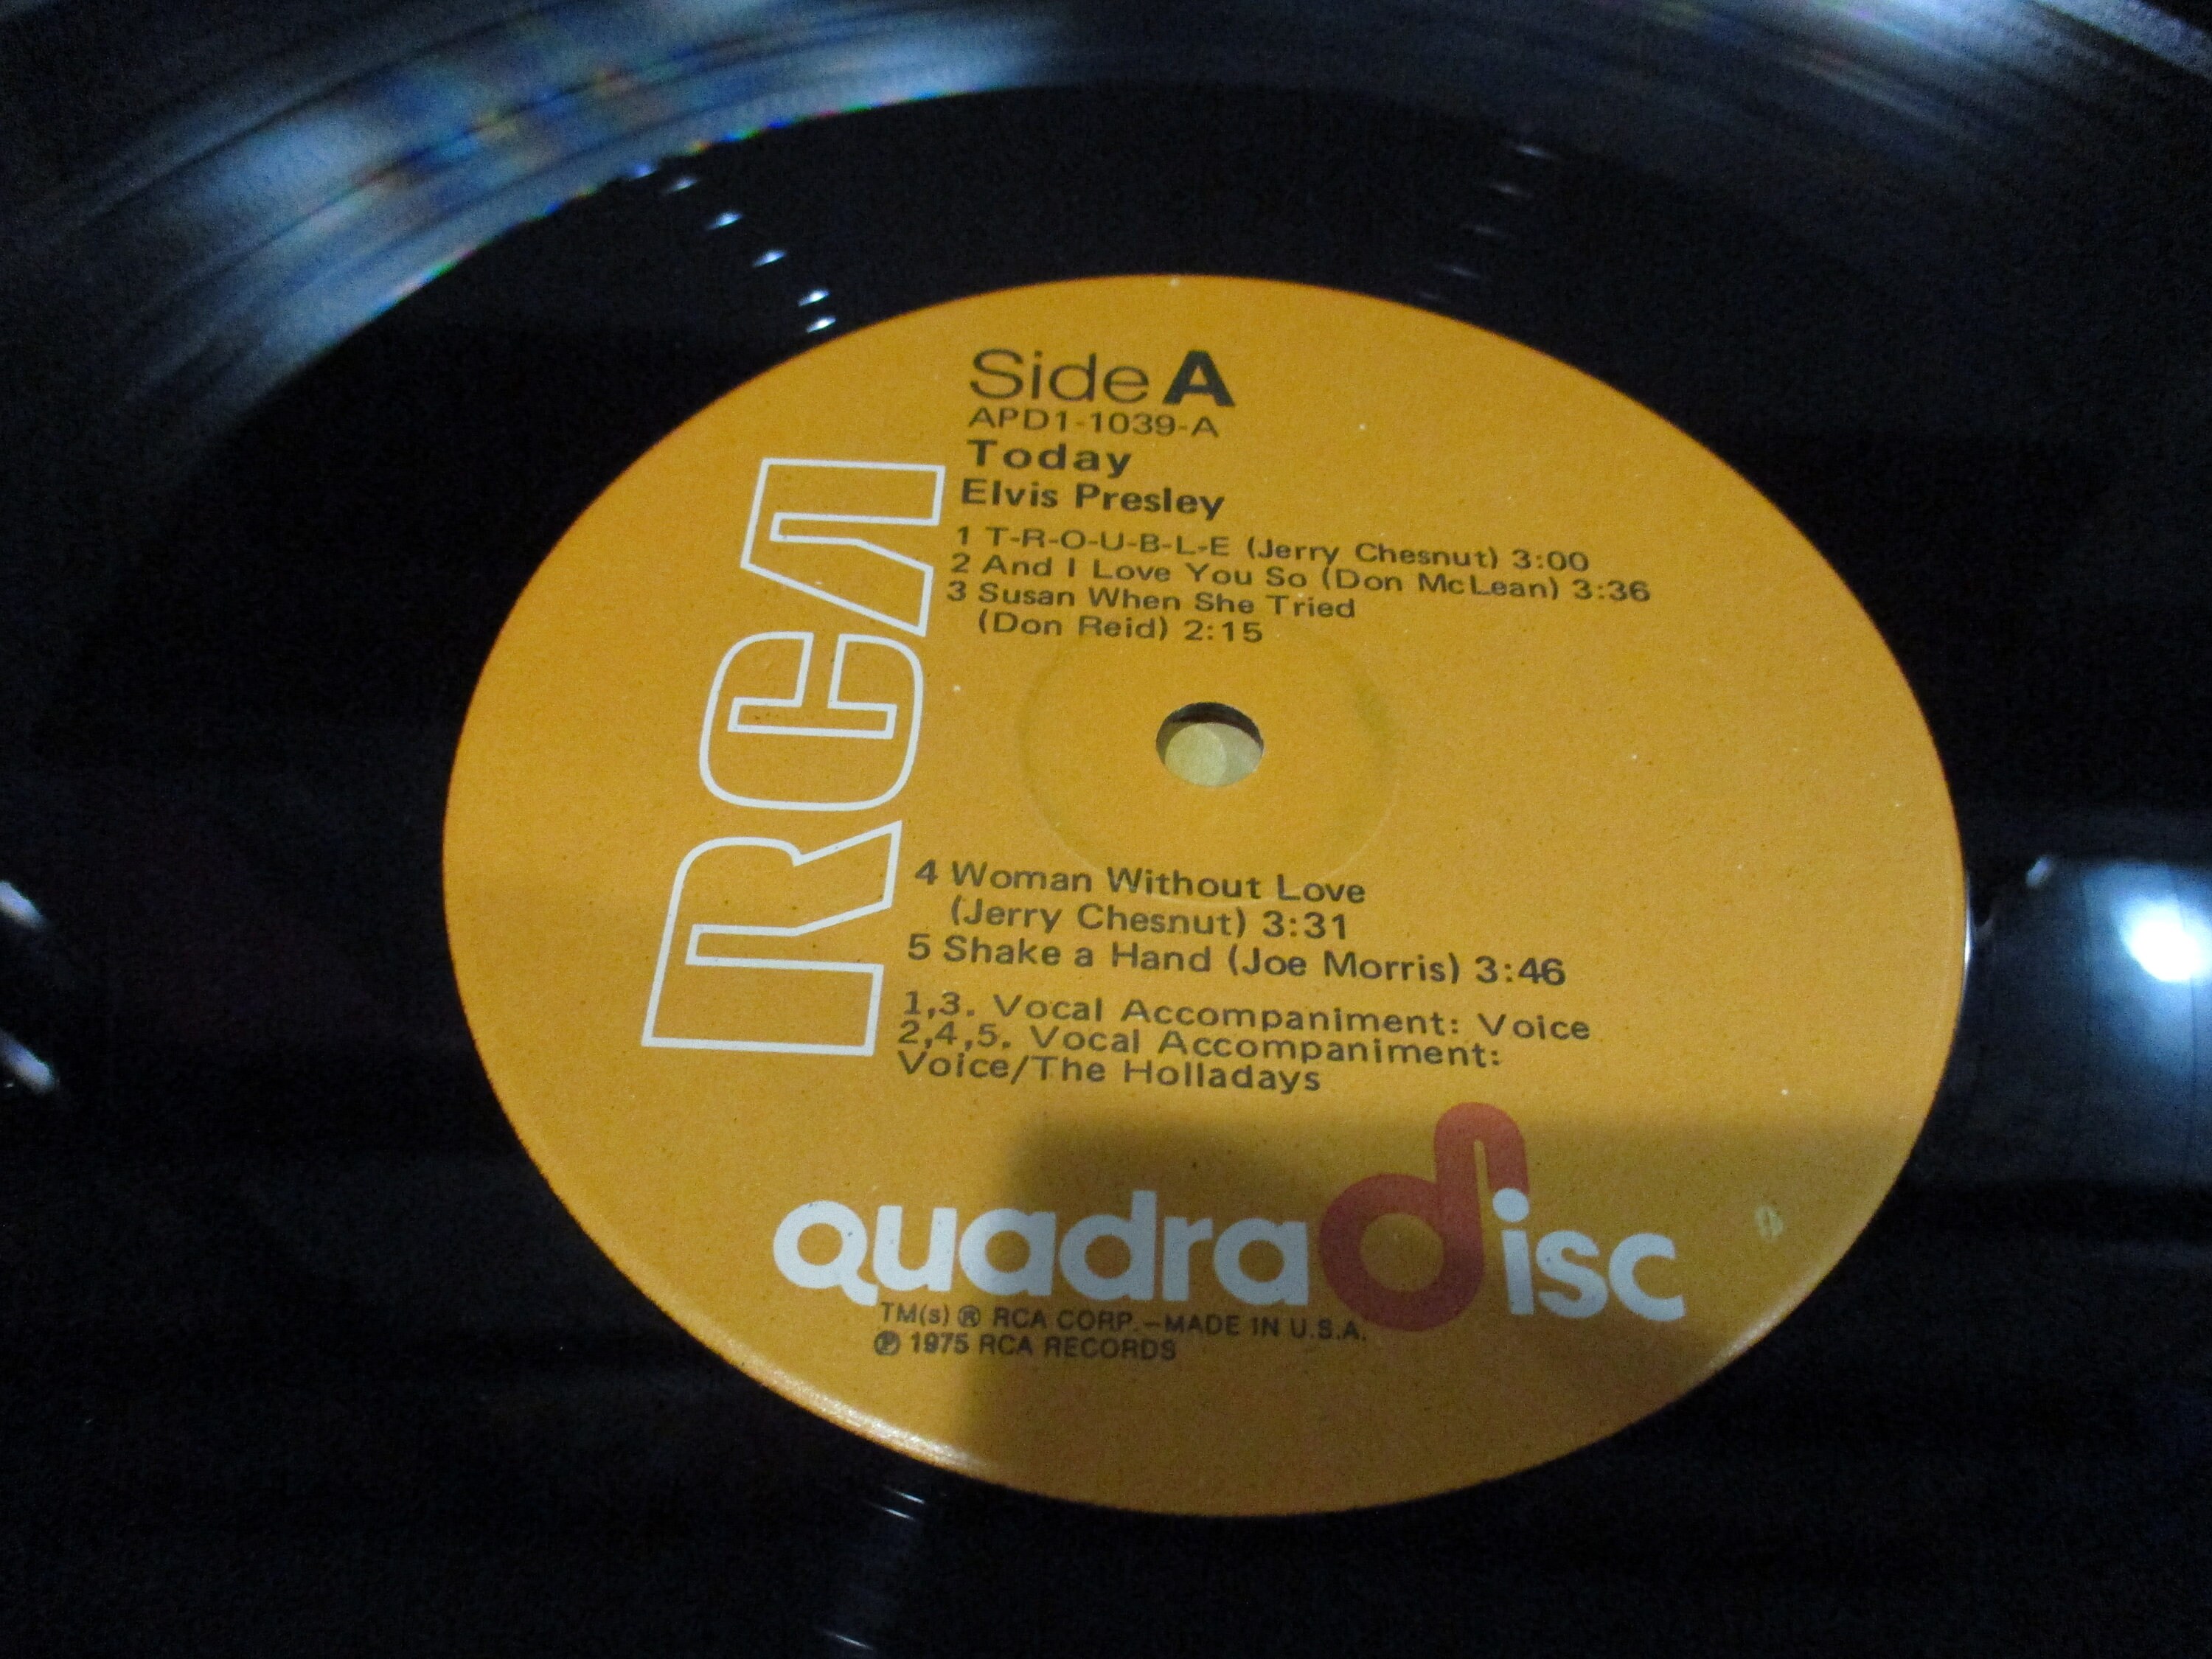 Side A
APD1-1039-A
Today
Elvis Presley
1 T-R-O-U-B-L-E (Jerry Chesnut) 3:00
2 And I Love You So (Don McLean) 3:36
3 Susan When She Tried
(Don Reid) 2:15
RCA
4 Woman Without Love
(Jerry Chesnut) 3:31
5 Shake a Hand (Joe Morris) 3:46
1,3. Vocal Accompaniment: Voice
2,4,5. Vocal Accompaniment:
Voice/The Holladays
quadradisc
TM(s) ® RCA CORP.—MADE IN U.S.A.
℗ 1975 RCA RECORDS